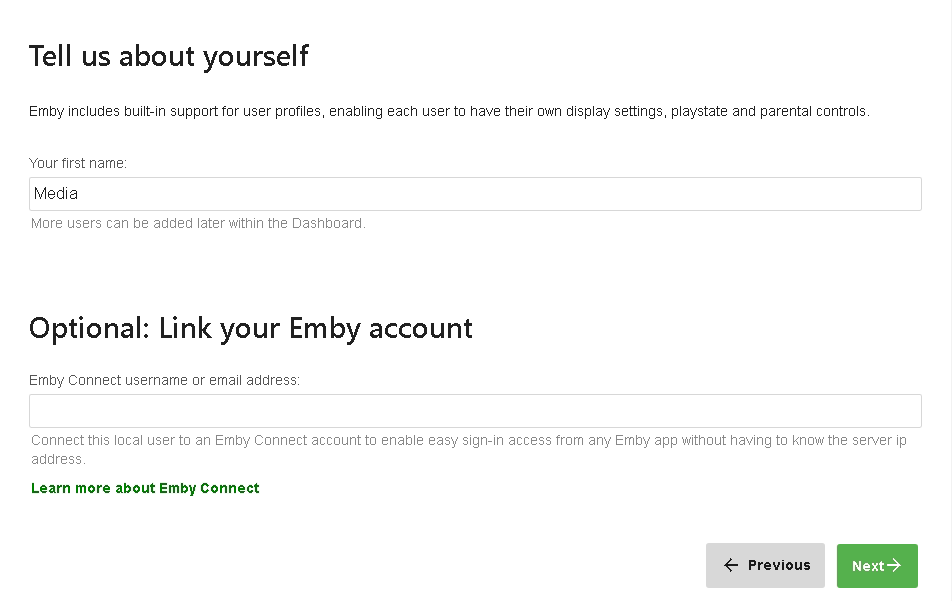 Tell us about yourself
Emby includes built-in support for user profiles, enabling each user to have their own display settings, playstate and parental controls.
Your first name:
Media
More users can be added later within the Dashboard.
Optional: Link your Emby account
Emby Connect username or email address:
Connect this local user to an Emby Connect account to enable easy sign-in access from any Emby app without having to know the server ip
address.
Learn more about Emby Connect
← Previous
Next →